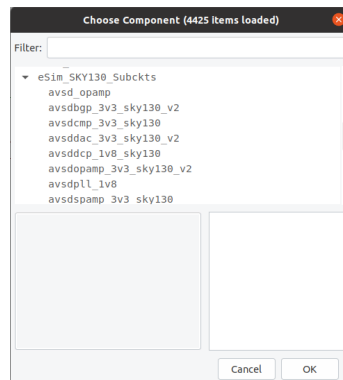 Choose Component (4425 items loaded)
Filter:
eSim_SKY130_Subckts
avsd_opamp
avsdbgp_3v3_sky130_v2
avsdcmp_3v3_sky130
avsddac_3v3_sky130_v2
avsddcp_1v8_sky130
avsdopamp_3v3_sky130_v2
avsdpll_1v8
avsdspamp_3v3_sky130
Cancel OK